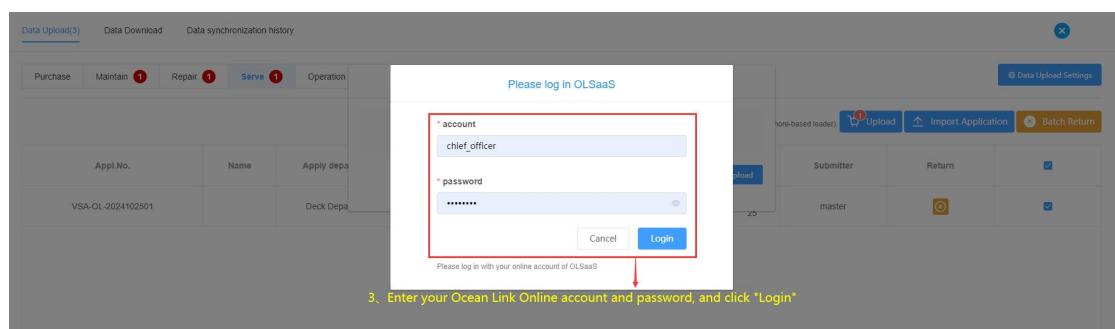 Data Upload(3) Data Download Data synchronization history
Purchase Maintain 1 Repair 1 Serve 1 Operation
Data Upload Settings
Please log in OLSaaS
* account
chief_officer
* password
••••••••
Cancel Login
Please log in with your online account of OLSaaS
hore-based leader) 1 Upload Import Application Batch Return
Appl.No. Name Apply depa pload Submitter Return
VSA-OL-2024102501 Deck Depa 25 master
3、Enter your Ocean Link Online account and password, and click "Login"